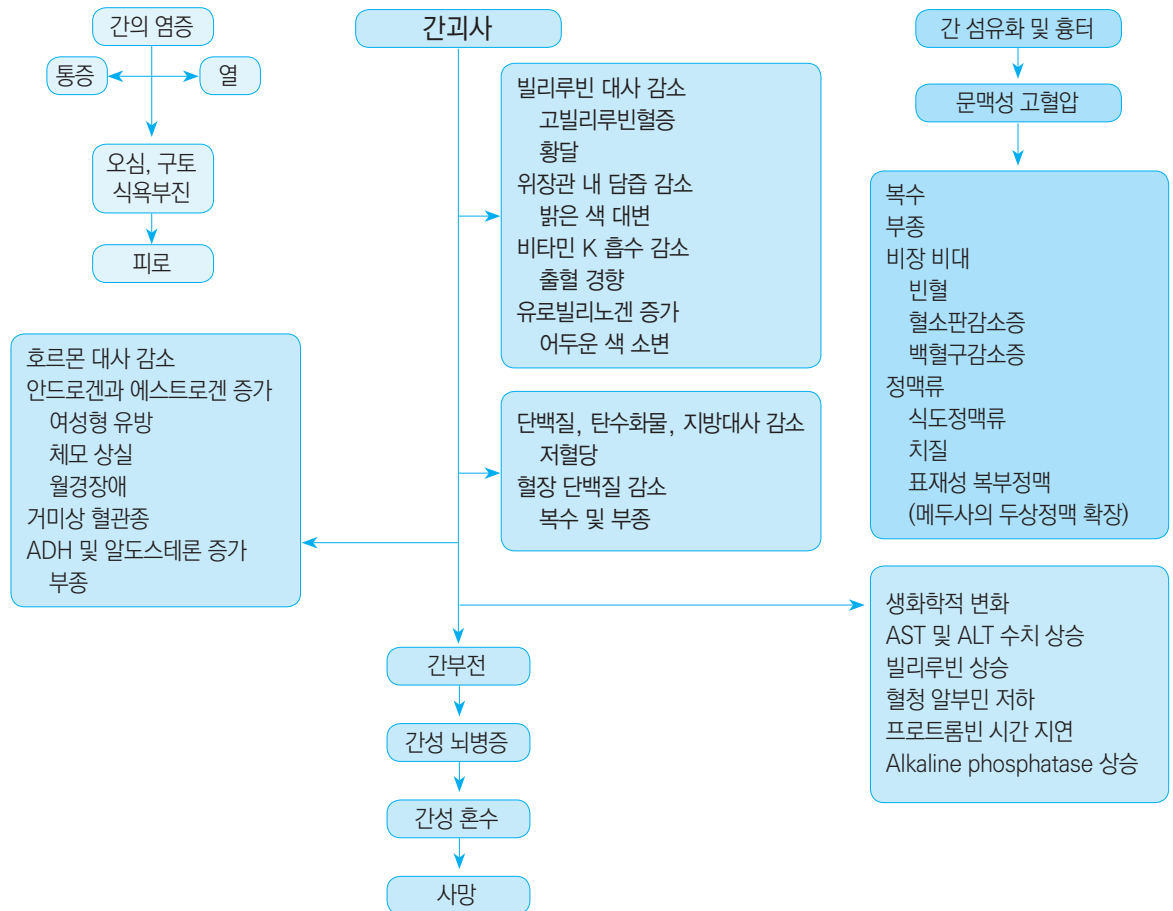 간의 염증
통증
열
오심, 구토
식욕부진
피로
간괴사
빌리루빈 대사 감소
고빌리루빈혈증
황달
위장관 내 담즙 감소
밝은 색 대변
비타민 K 흡수 감소
출혈 경향
유로빌리노겐 증가
어두운 색 소변
단백질, 탄수화물, 지방대사 감소
저혈당
혈장 단백질 감소
복수 및 부종
호르몬 대사 감소
안드로겐과 에스트로겐 증가
여성형 유방
체모 상실
월경장애
거미상 혈관종
ADH 및 알도스테론 증가
부종
간부전
간성 뇌병증
간성 혼수
사망
간 섬유화 및 흉터
문맥성 고혈압
복수
부종
비장 비대
빈혈
혈소판감소증
백혈구감소증
정맥류
식도정맥류
치질
표재성 복부정맥
(메두사의 두상정맥 확장)
생화학적 변화
AST 및 ALT 수치 상승
빌리루빈 상승
혈청 알부민 저하
프로트롬빈 시간 지연
Alkaline phosphatase 상승